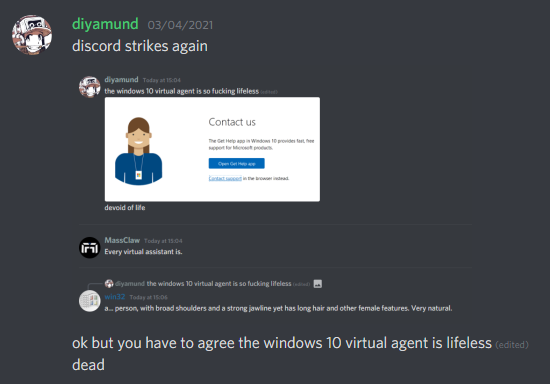 diyamund 03/04/2021
discord strikes again
diyamund Today at 15:04
the windows 10 virtual agent is so fucking lifeless (edited)
Contact us
The Get Help app in Windows 10 provides fast, free
support for Microsoft products.
Open Get Help app
Contact support in the browser instead.
devoid of life
MassClaw Today at 15:04
Every virtual assistant is.
diyamund the windows 10 virtual agent is so fucking lifeless (edited)
win32 Today at 15:06
a... person, with broad shoulders and a strong jawline yet has long hair and other female features. Very natural.
ok but you have to agree the windows 10 virtual agent is lifeless (edited)
dead